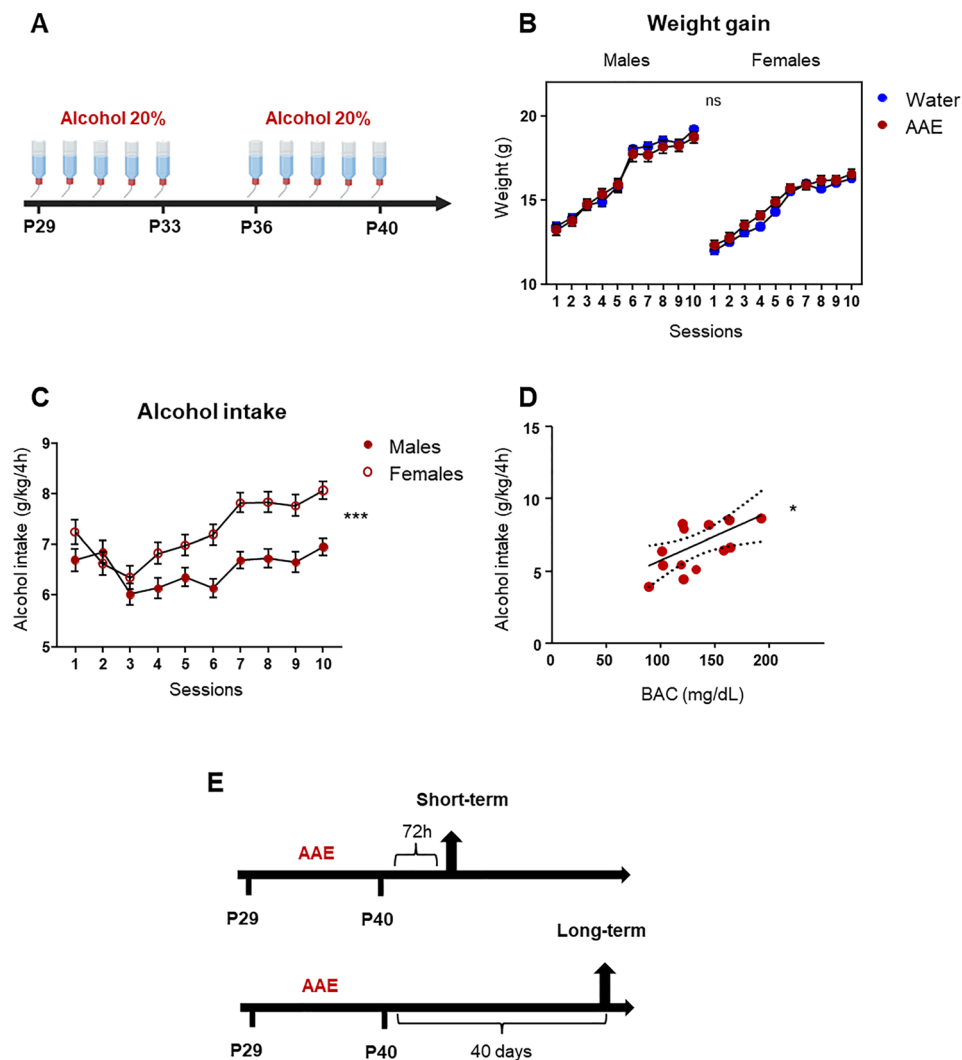 A
Alcohol 20%
Alcohol 20%
P29
P33
P36
P40
B
Weight gain
Males
Females
ns
Water
AAE
Weight (g)
20
15
10
1 2 3 4 5 6 7 8 9 10
1 2 3 4 5 6 7 8 9 10
Sessions
C
Alcohol intake
Males
Females
***
Alcohol intake (g/kg/4h)
9
8
7
6
5
1 2 3 4 5 6 7 8 9 10
Sessions
D
Alcohol intake (g/kg/4h)
15
10
5
0
*
0 50 100 150 200
BAC (mg/dL)
E
Short-term
72h
AAE
P29
P40
Long-term
AAE
P29
P40
40 days